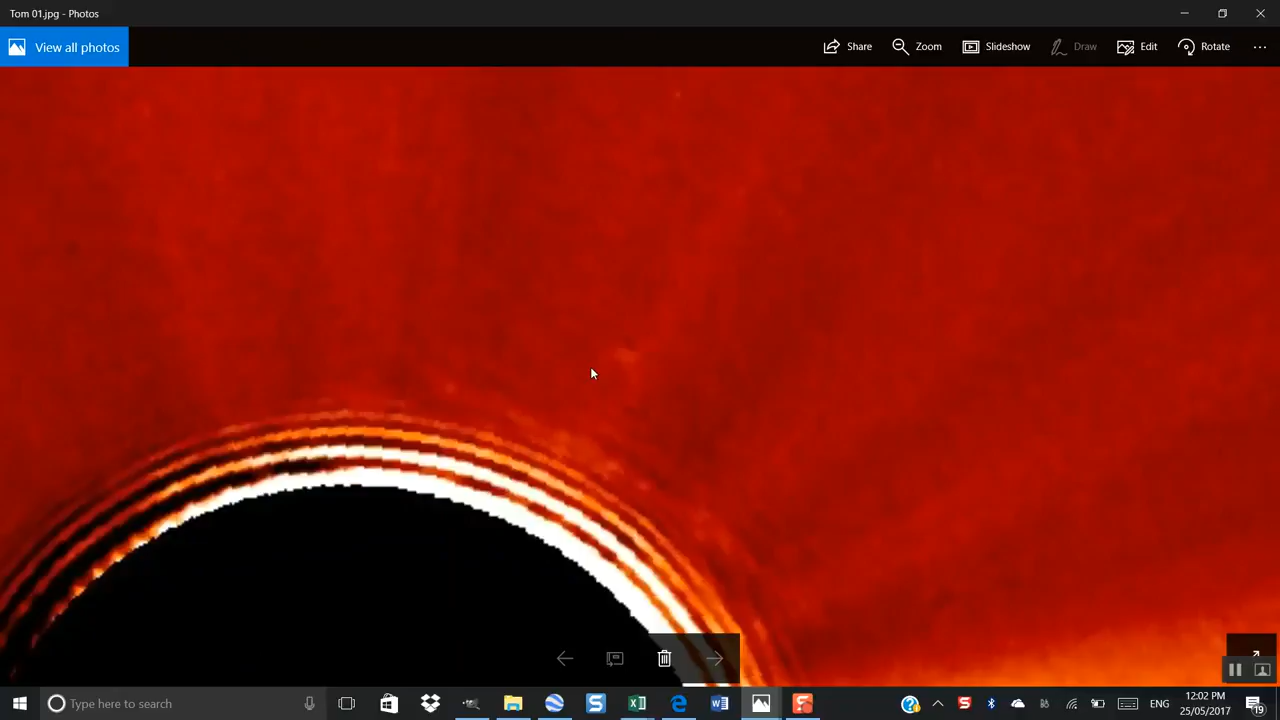 Tom 01.jpg - Photos
View all photos
Share
Zoom
Slideshow
Draw
Edit
Rotate
Type here to search
ENG
12:02 PM
25/05/2017
19